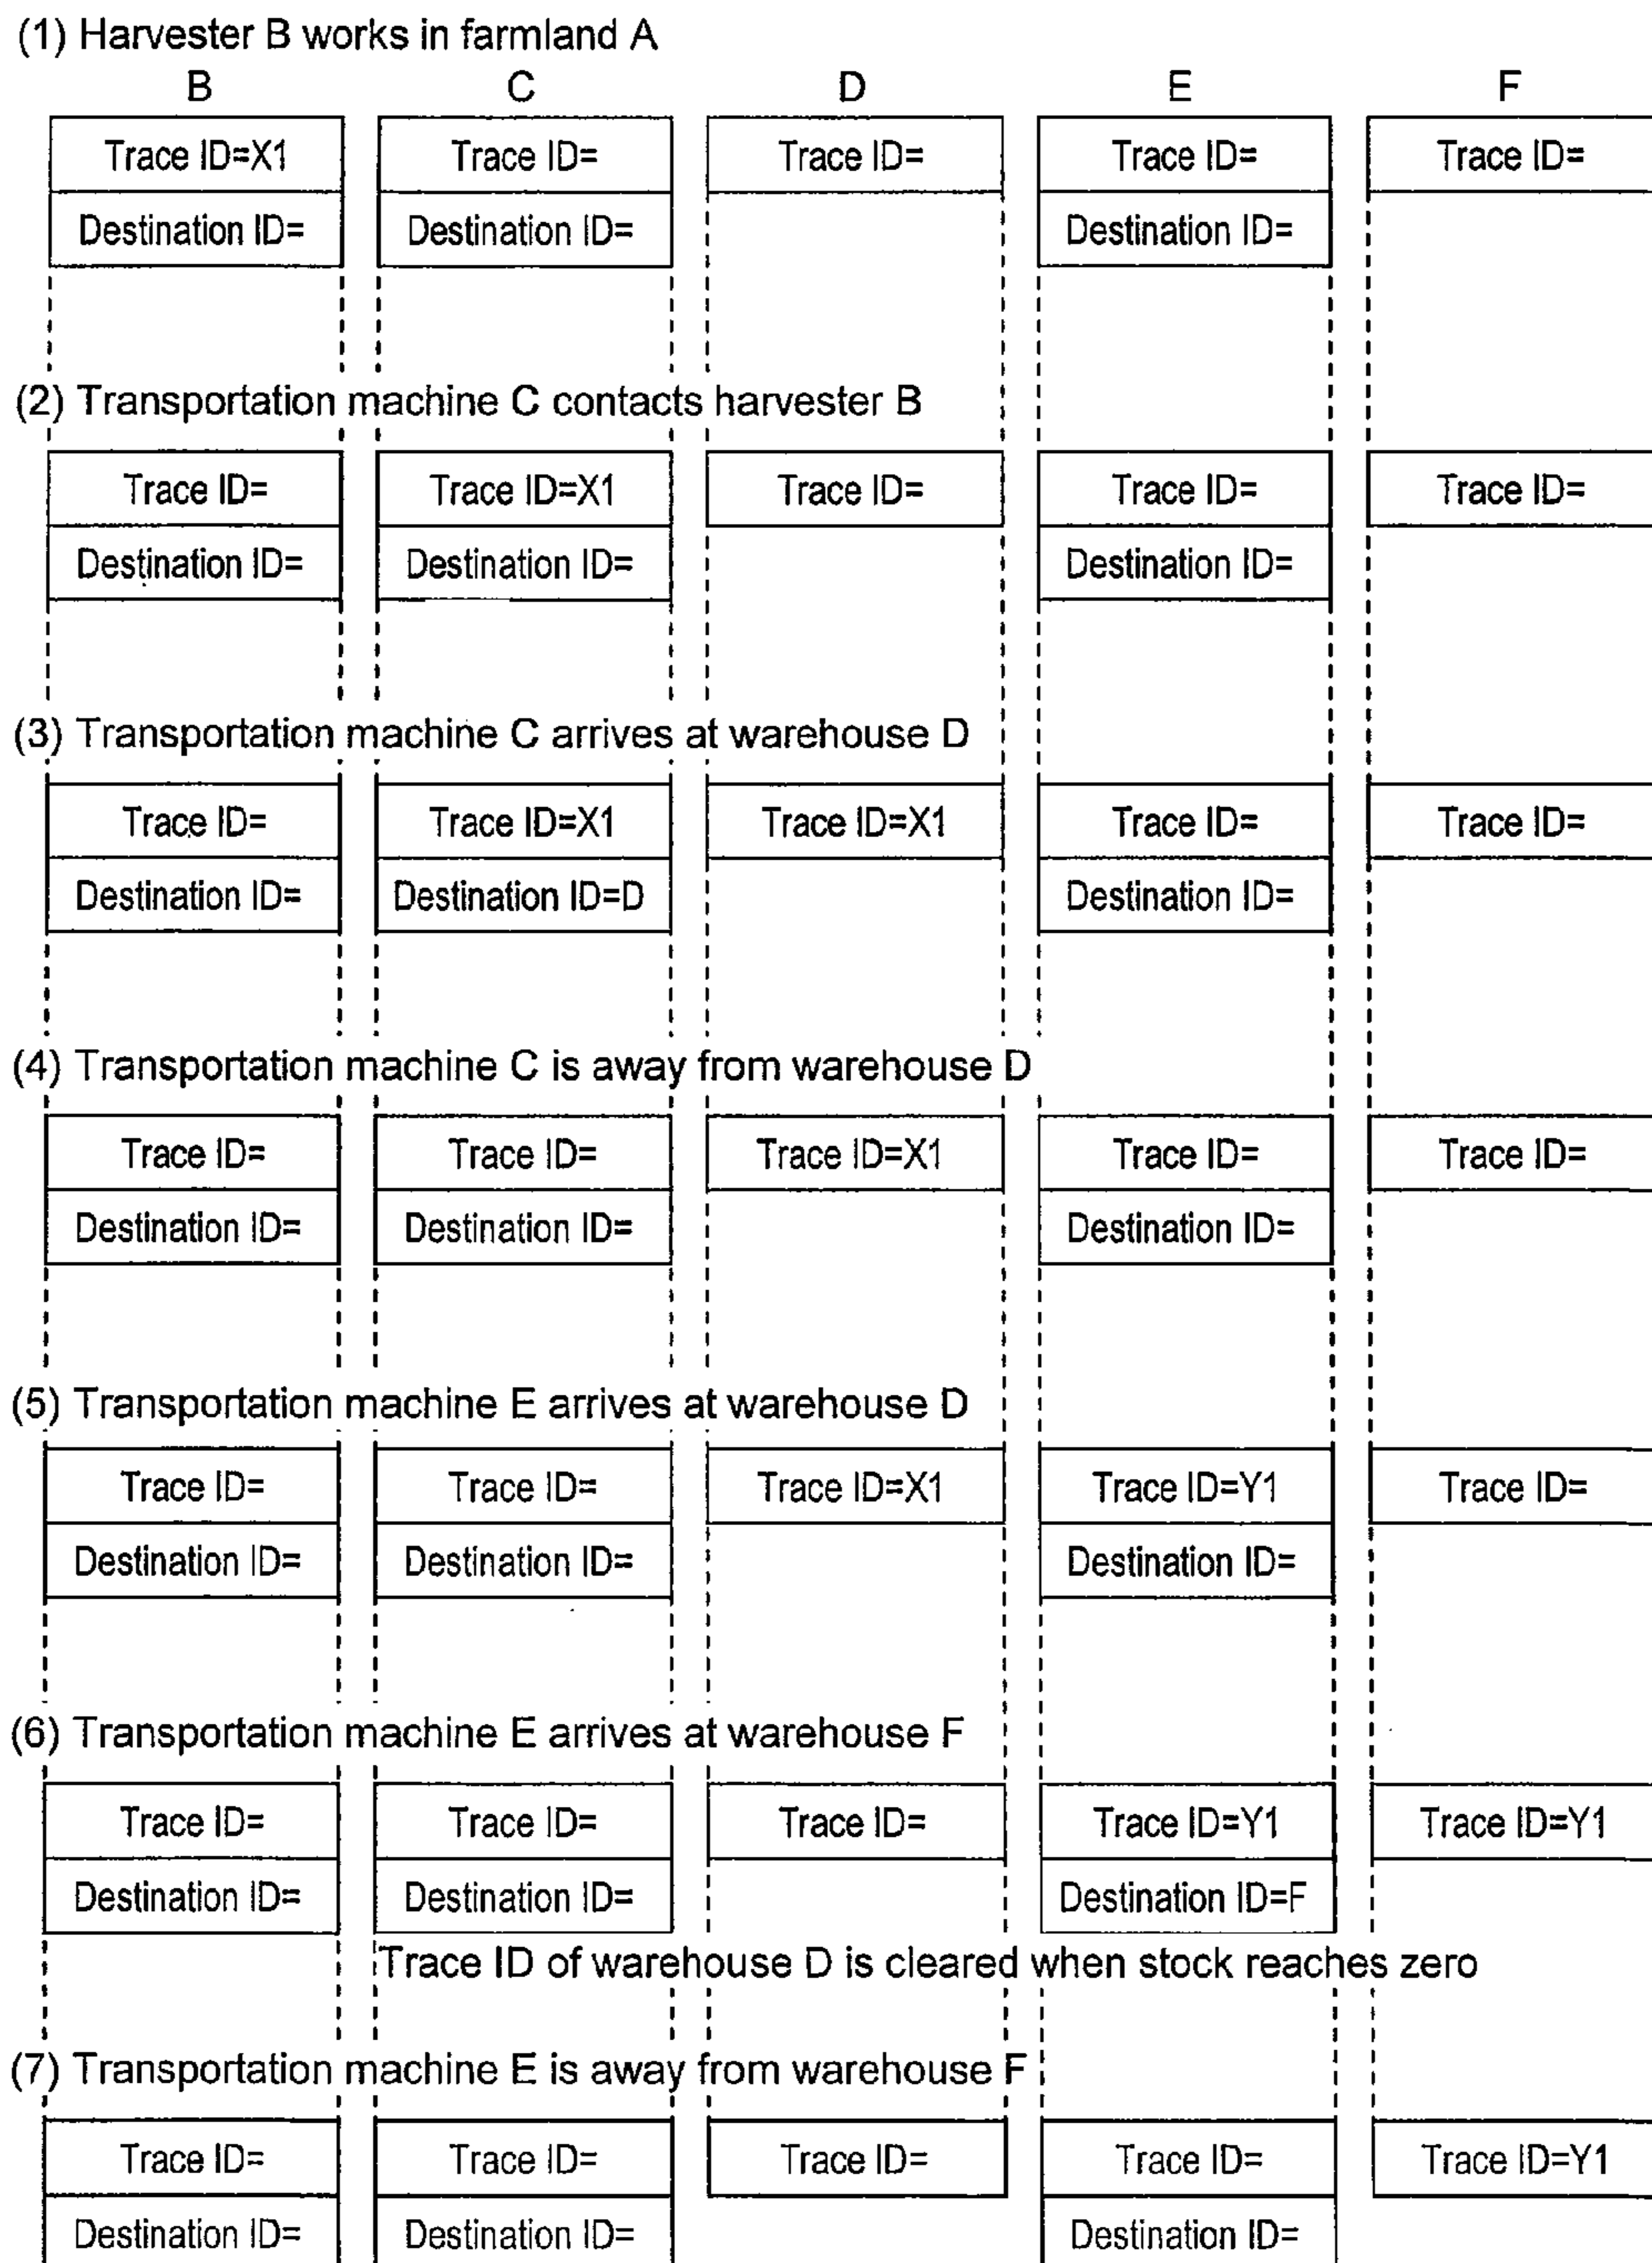 (1) Harvester B works in farmland A
B C D E F
Trace ID=X1 Trace ID= Trace ID= Trace ID= Trace ID=
Destination ID= Destination ID= Destination ID=
(2) Transportation machine C contacts harvester B
Trace ID= Trace ID=X1 Trace ID= Trace ID= Trace ID=
Destination ID= Destination ID= Destination ID=
(3) Transportation machine C arrives at warehouse D
Trace ID= Trace ID=X1 Trace ID=X1 Trace ID= Trace ID=
Destination ID= Destination ID=D Destination ID=
(4) Transportation machine C is away from warehouse D
Trace ID= Trace ID= Trace ID=X1 Trace ID= Trace ID=
Destination ID= Destination ID= Destination ID=
(5) Transportation machine E arrives at warehouse D
Trace ID= Trace ID= Trace ID=X1 Trace ID=Y1 Trace ID=
Destination ID= Destination ID= Destination ID=
(6) Transportation machine E arrives at warehouse F
Trace ID= Trace ID= Trace ID= Trace ID=Y1 Trace ID=Y1
Destination ID= Destination ID= Destination ID=F
Trace ID of warehouse D is cleared when stock reaches zero
(7) Transportation machine E is away from warehouse F
Trace ID= Trace ID= Trace ID= Trace ID= Trace ID=Y1
Destination ID= Destination ID= Destination ID=